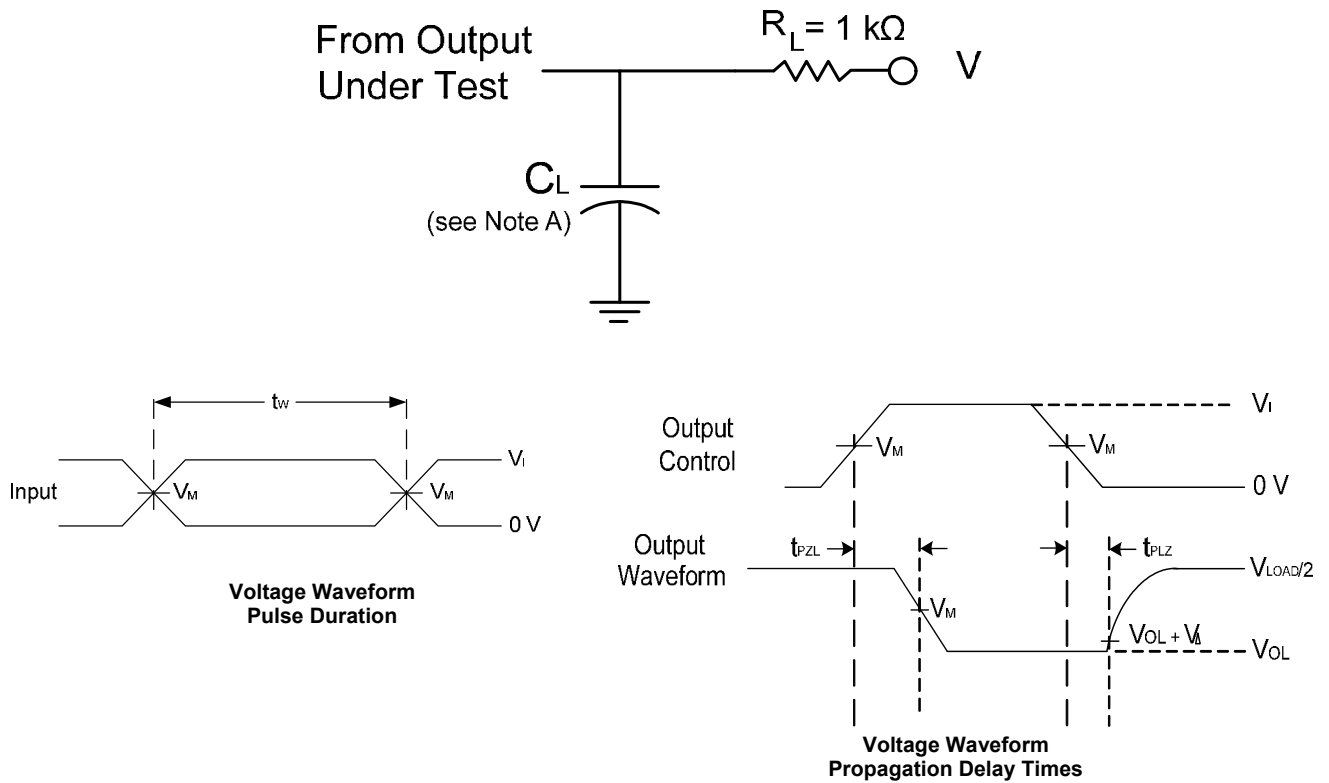 From Output
Under Test
RL = 1 kΩ
V
CL
(see Note A)
tW
Input
VM
VM
VI
0 V
Voltage Waveform
Pulse Duration
Output
Control
VM
VM
VI
0 V
Output
Waveform
tPZL
tPLZ
VLOAD/2
VM
VOL + VΔ
VOL
Voltage Waveform
Propagation Delay Times